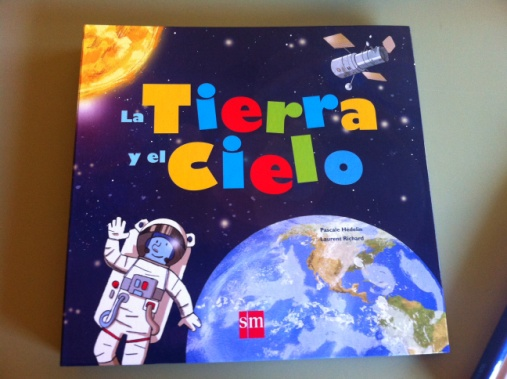 La Tierra
y el Cielo
Pascale Hédelin
Laurent Richard
sm